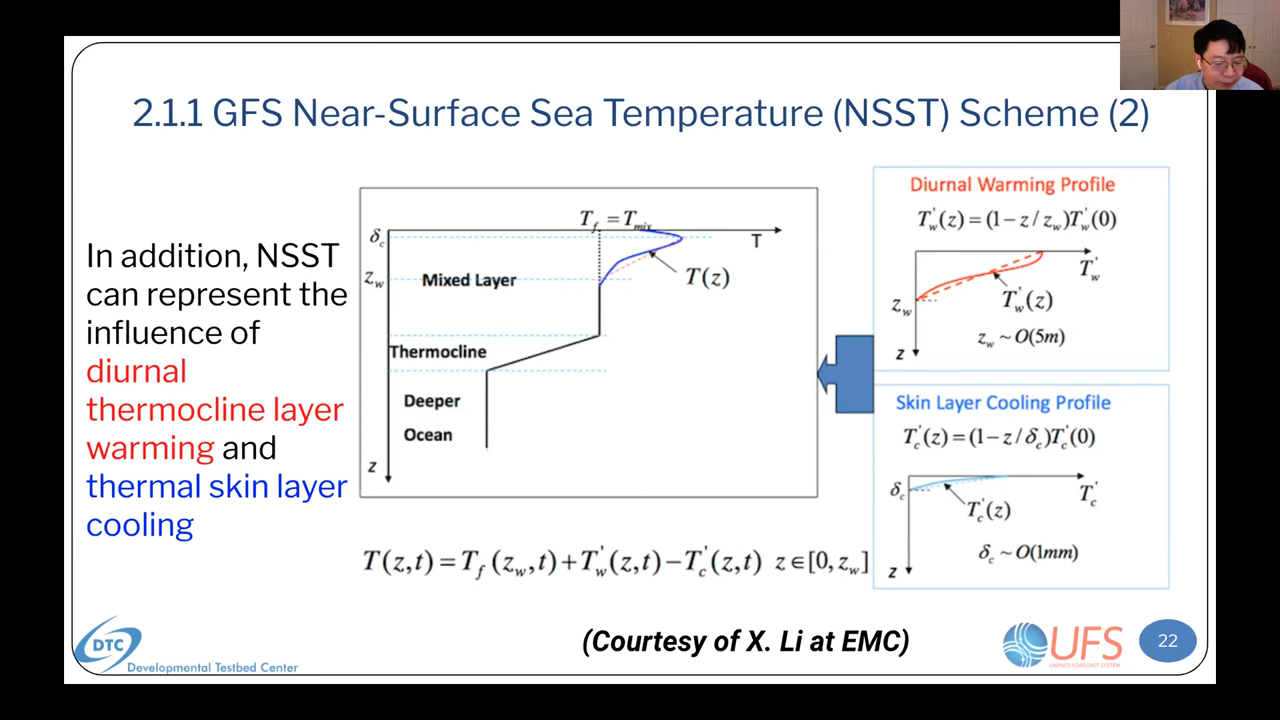 2.1.1 GFS Near-Surface Sea Temperature (NSST) Scheme (2)
In addition, NSST
can represent the
influence of
diurnal
thermocline layer
warming and
thermal skin layer
cooling
T_f = T_mix
δ_c
T
z_w
Mixed Layer
T(z)
Thermocline
Deeper
Ocean
z
T(z,t) = T_f (z_w,t) + T'_w(z,t) − T'_c(z,t) z∈[0, z_w]
Diurnal Warming Profile
T'_w(z) = (1 − z / z_w)T'_w(0)
T'_w
T'_w(z)
z_w
z_w ~ O(5m)
z
Skin Layer Cooling Profile
T'_c(z) = (1 − z / δ_c)T'_c(0)
δ_c
T'_c
T'_c(z)
δ_c ~ O(1mm)
z
(Courtesy of X. Li at EMC)
DTC
Developmental Testbed Center
UFS
UNIFIED FORECAST SYSTEM
22